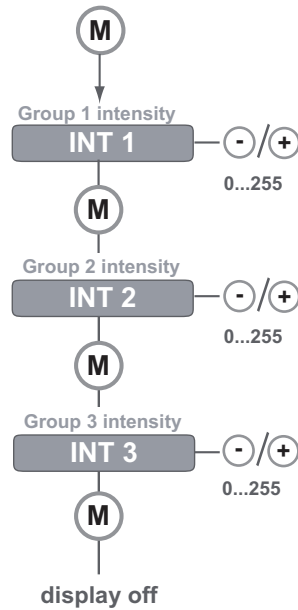 M
Group 1 intensity
INT 1
- / +
0...255
M
Group 2 intensity
INT 2
- / +
0...255
M
Group 3 intensity
INT 3
- / +
0...255
M
display off